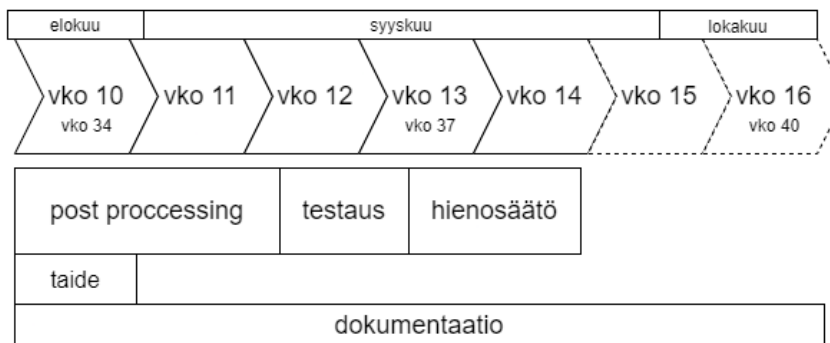 elokuu syyskuu lokakuu
vko 10 vko 11 vko 12 vko 13 vko 14 vko 15 vko 16
vko 34 vko 37 vko 40
post proccessing testaus hienosäätö
taide
dokumentaatio